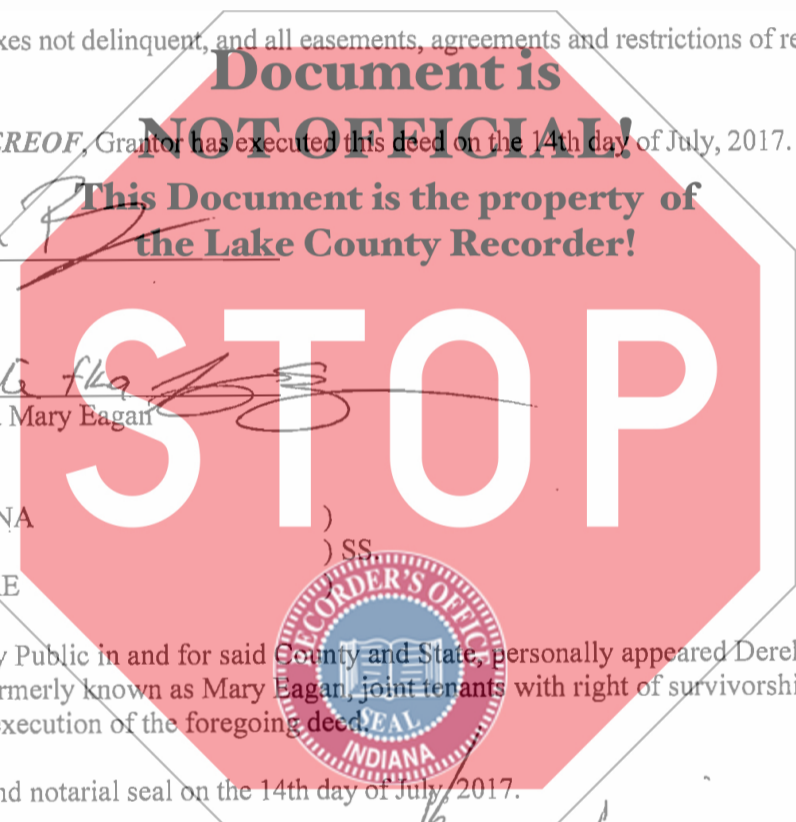 xes not delinquent, and all easements, agreements and restrictions of re
Document is
EREOF, Grantor has executed this deed on the 14th day of July, 2017.
NOT OFFICIAL!
This Document is the property of
the Lake County Recorder!
STOP
fka
Mary Eagan
NA )
) SS.
E )
RECORDER'S OFFICE
y Public in and for said County and State, personally appeared Derek
rmerly known as Mary Eagan, joint tenants with right of survivorshi
xecution of the foregoing deed.
SEAL
INDIANA
nd notarial seal on the 14th day of July, 2017.